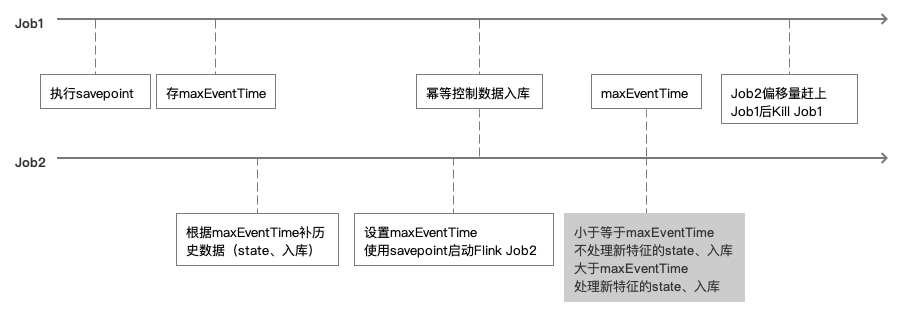 Job1
执行savepoint
存maxEventTime
幂等控制数据入库
maxEventTime
Job2偏移量赶上
Job1后Kill Job1
Job2
根据maxEventTime补历
史数据（state、入库）
设置maxEventTime
使用savepoint启动Flink Job2
小于等于maxEventTime
不处理新特征的state、入库
大于maxEventTime
处理新特征的state、入库